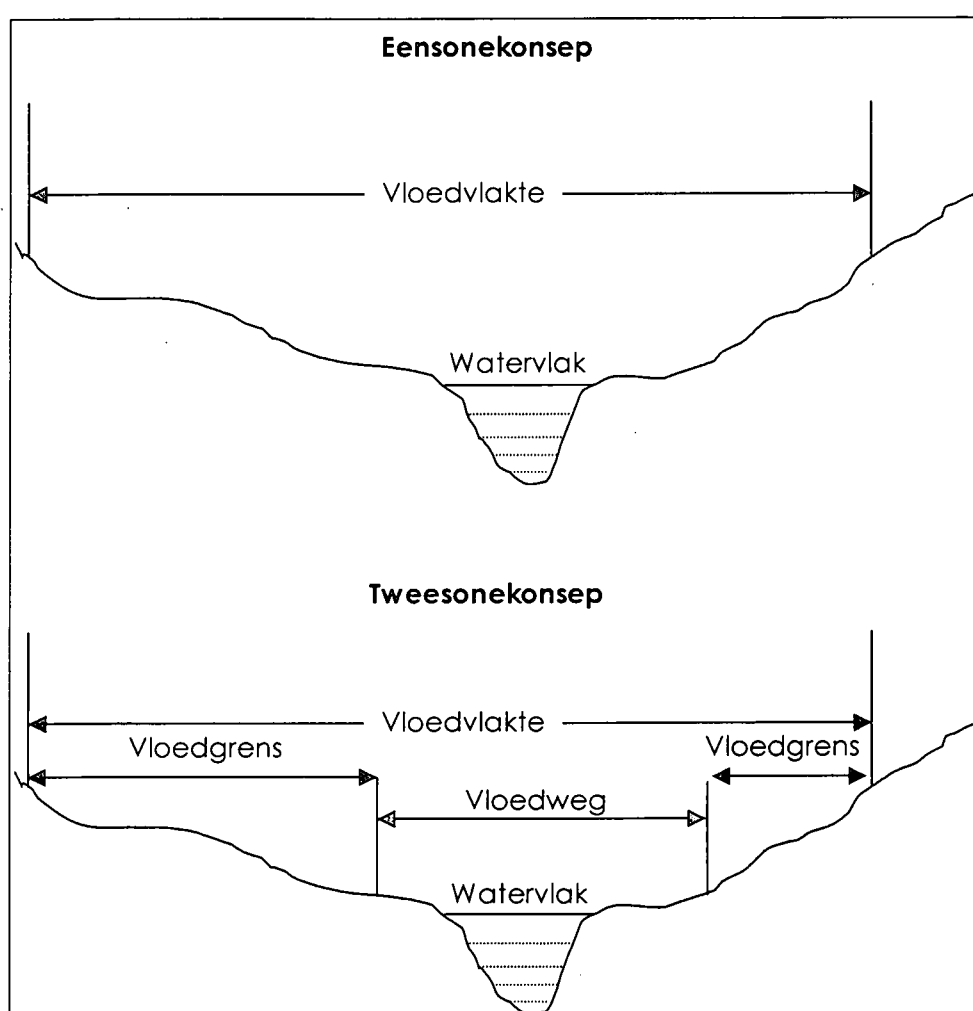 Eensonekonsep
Vloedvlakte
Watervlak
Tweesonekonsep
Vloedvlakte
Vloedgrens
Vloedgrens
Vloedweg
Watervlak